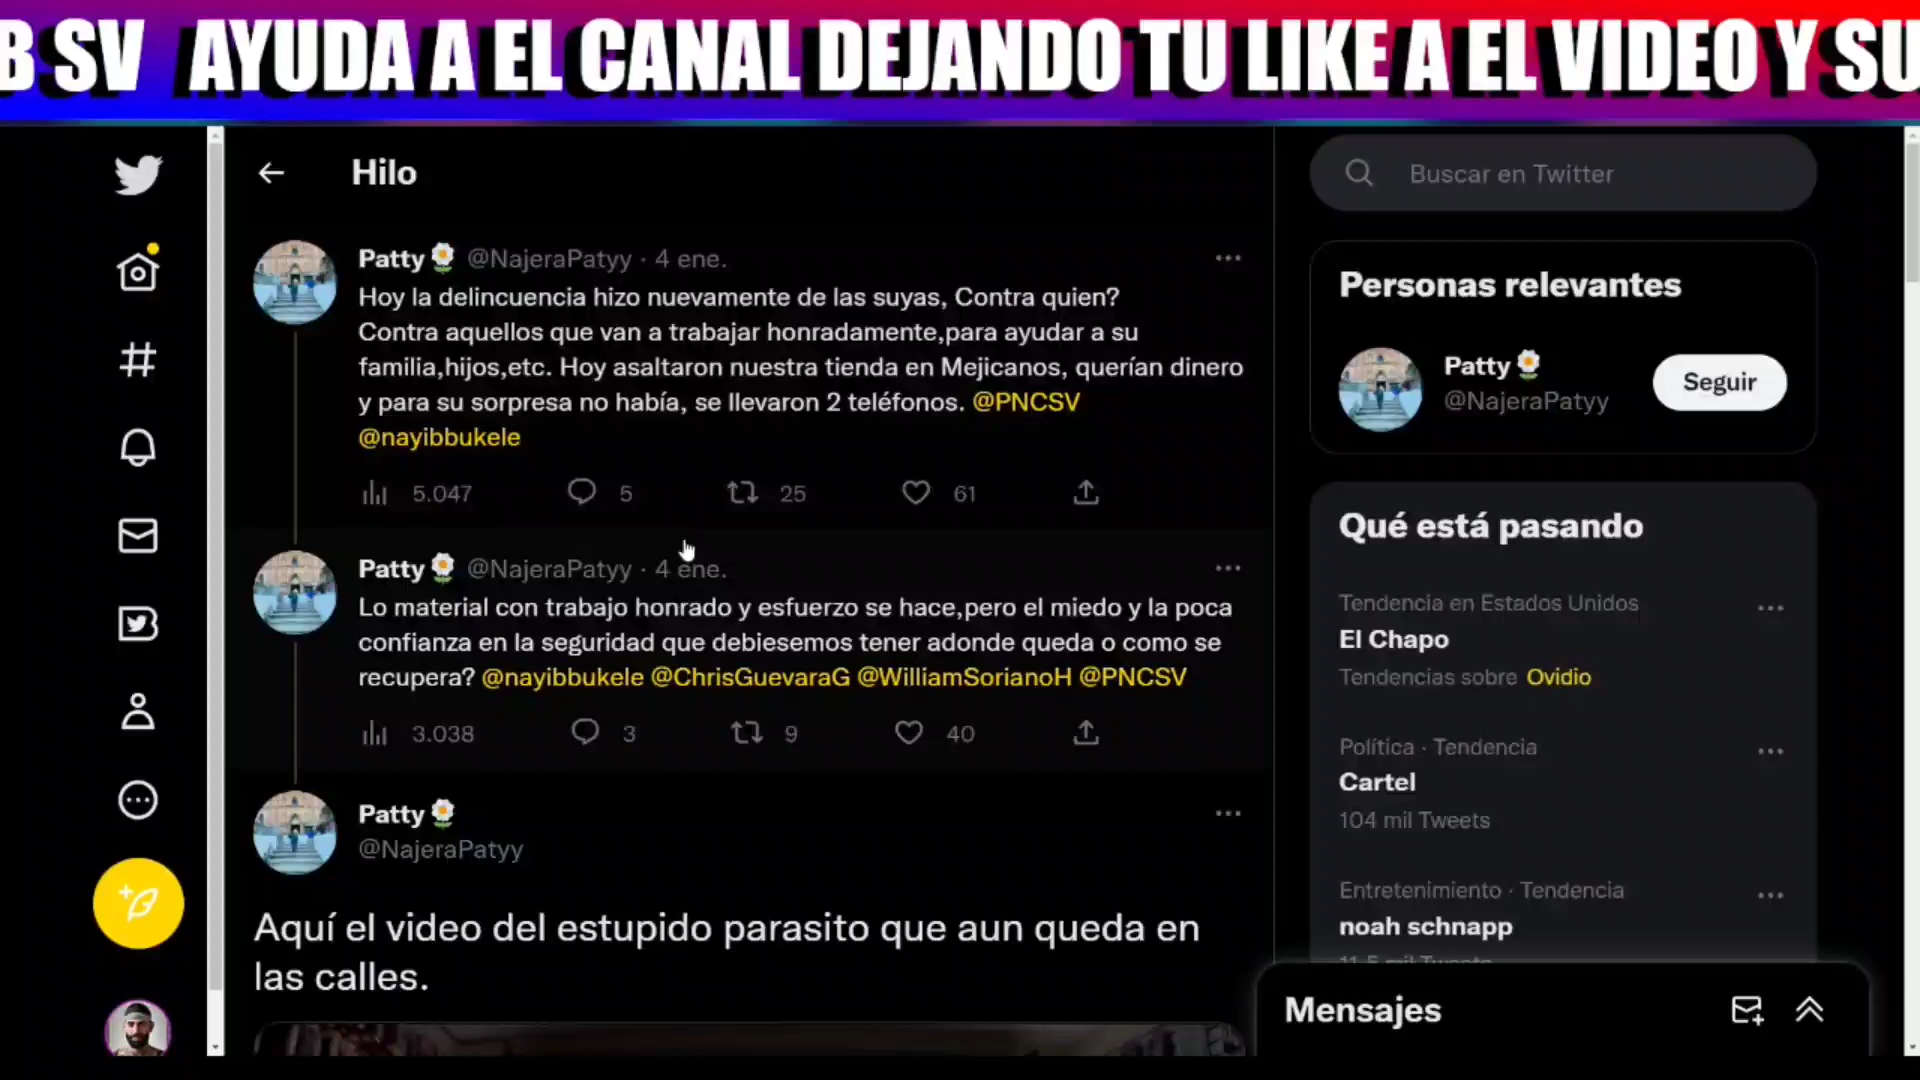 B SV AYUDA A EL CANAL DEJANDO TU LIKE A EL VIDEO Y SU
Hilo
Patty @NajeraPatyy · 4 ene.
Hoy la delincuencia hizo nuevamente de las suyas, Contra quien?
Contra aquellos que van a trabajar honradamente,para ayudar a su
familia,hijos,etc. Hoy asaltaron nuestra tienda en Mejicanos, querían dinero
y para su sorpresa no había, se llevaron 2 teléfonos. @PNCSV
@nayibbukele
5.047 5 25 61
Patty @NajeraPatyy · 4 ene.
Lo material con trabajo honrado y esfuerzo se hace,pero el miedo y la poca
confianza en la seguridad que debiesemos tener adonde queda o como se
recupera? @nayibbukele @ChrisGuevaraG @WilliamSorianoH @PNCSV
3.038 3 9 40
Patty
@NajeraPatyy
Aquí el video del estupido parasito que aun queda en
las calles.
Buscar en Twitter
Personas relevantes
Patty
@NajeraPatyy
Seguir
Qué está pasando
Tendencia en Estados Unidos
El Chapo
Tendencias sobre Ovidio
Política · Tendencia
Cartel
104 mil Tweets
Entretenimiento · Tendencia
noah schnapp
11,5 mil Tweets
Mensajes